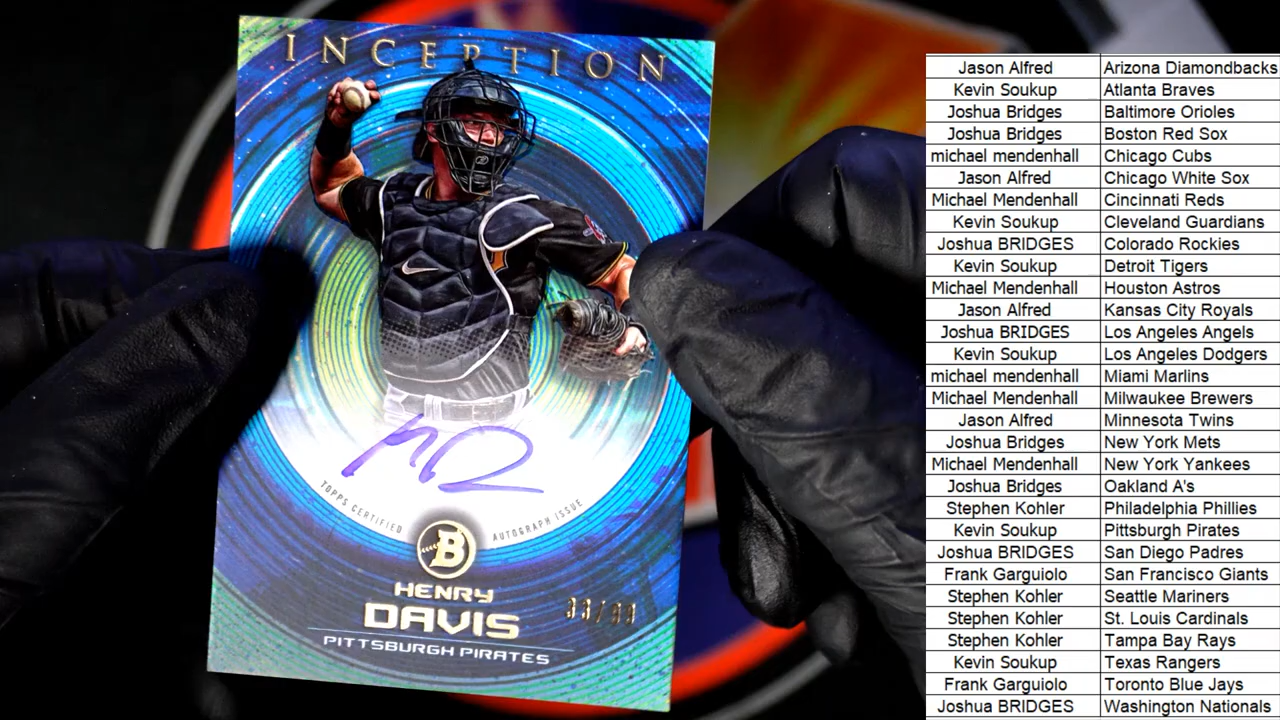 INCEPTION
TOPPS CERTIFIED
AUTOGRAPH ISSUE
B
HENRY
DAVIS
PITTSBURGH PIRATES
Jason Alfred Arizona Diamondbacks
Kevin Soukup Atlanta Braves
Joshua Bridges Baltimore Orioles
Joshua Bridges Boston Red Sox
michael mendenhall Chicago Cubs
Jason Alfred Chicago White Sox
Michael Mendenhall Cincinnati Reds
Kevin Soukup Cleveland Guardians
Joshua BRIDGES Colorado Rockies
Kevin Soukup Detroit Tigers
Michael Mendenhall Houston Astros
Jason Alfred Kansas City Royals
Joshua BRIDGES Los Angeles Angels
Kevin Soukup Los Angeles Dodgers
michael mendenhall Miami Marlins
Michael Mendenhall Milwaukee Brewers
Jason Alfred Minnesota Twins
Joshua Bridges New York Mets
Michael Mendenhall New York Yankees
Joshua Bridges Oakland A's
Stephen Kohler Philadelphia Phillies
Kevin Soukup Pittsburgh Pirates
Joshua BRIDGES San Diego Padres
Frank Garguiolo San Francisco Giants
Stephen Kohler Seattle Mariners
Stephen Kohler St. Louis Cardinals
Stephen Kohler Tampa Bay Rays
Kevin Soukup Texas Rangers
Frank Garguiolo Toronto Blue Jays
Joshua BRIDGES Washington Nationals